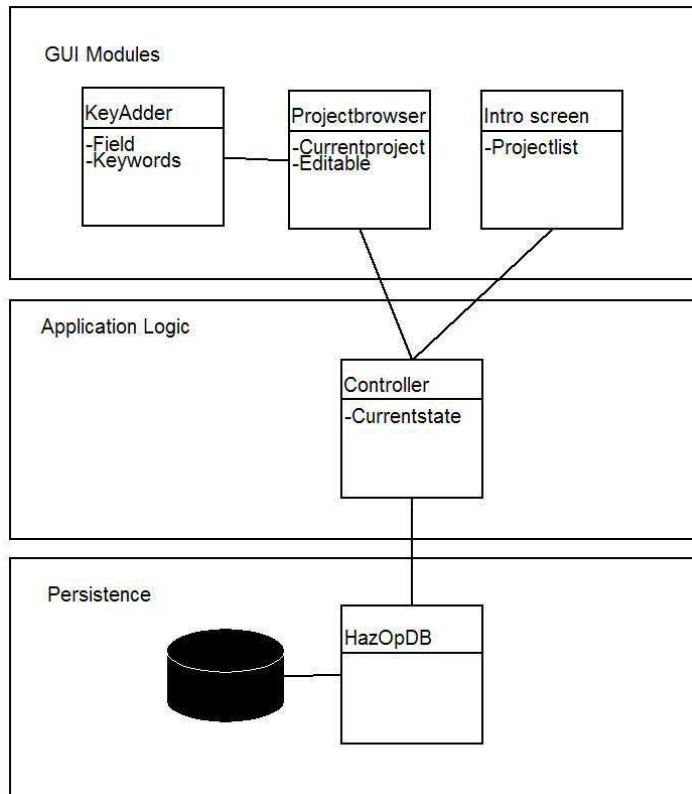 GUI Modules
KeyAdder
-Field
-Keywords
Projectbrowser
-Currentproject
-Editable
Intro screen
-Projectlist
Application Logic
Controller
-Currentstate
Persistence
HazOpDB